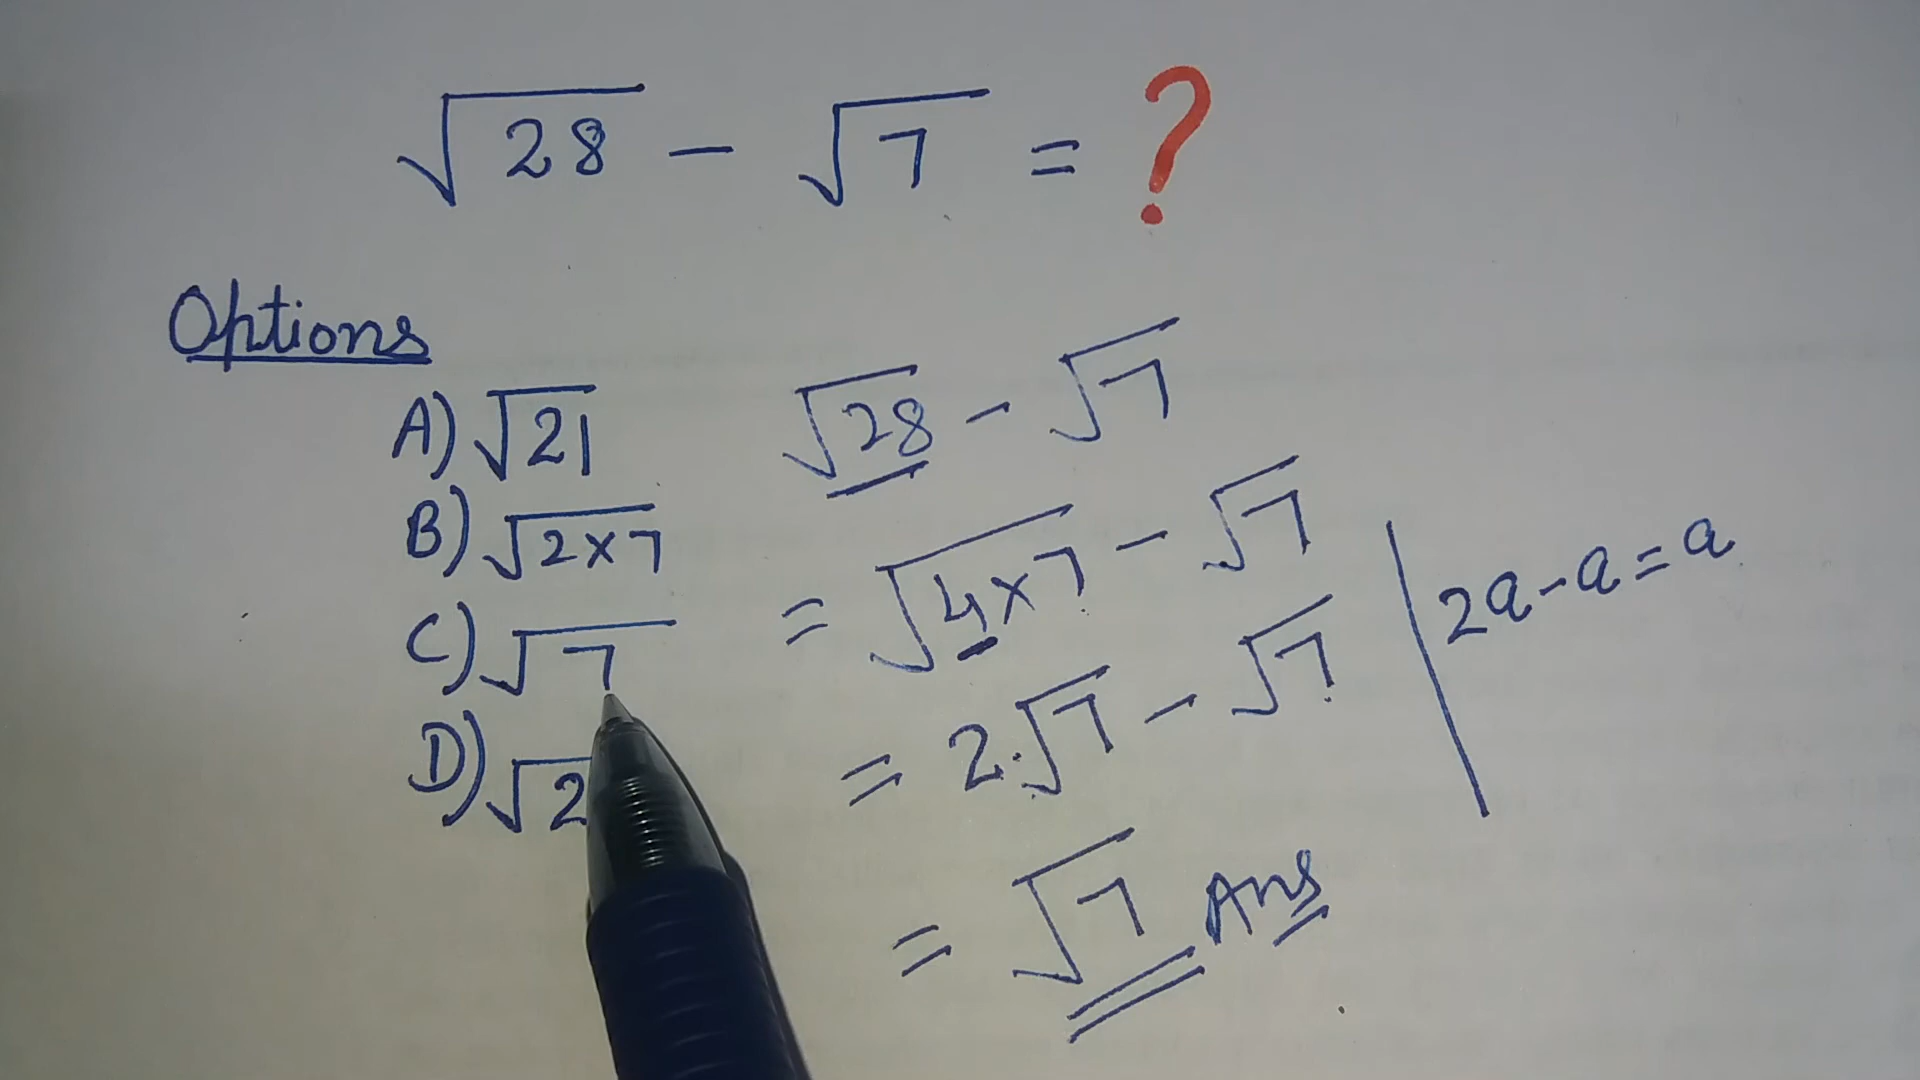 √28 - √7 = ?
Options
A) √21
B) √2×7
C) √7
D) √2
√28 - √7
= √4×7 - √7
= 2·√7 - √7
= √7 Ans
2a - a = a